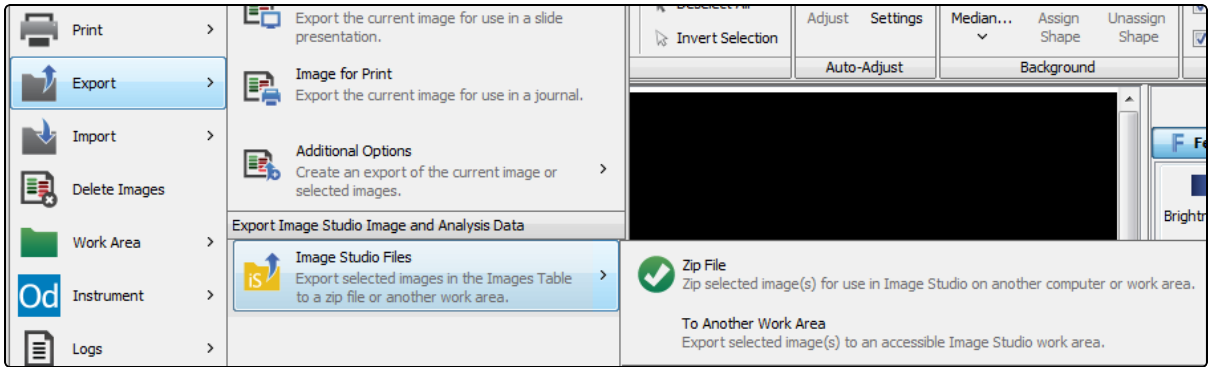 Print
Export
Import
Delete Images
Work Area
Od
Instrument
Logs
Export the current image for use in a slide
presentation.
Image for Print
Export the current image for use in a journal.
Additional Options
Create an export of the current image or
selected images.
Export Image Studio Image and Analysis Data
iS
Image Studio Files
Export selected images in the Images Table
to a zip file or another work area.
Zip File
Zip selected image(s) for use in Image Studio on another computer or work area.
To Another Work Area
Export selected image(s) to an accessible Image Studio work area.
Deselect All
Invert Selection
Adjust
Settings
Auto-Adjust
Median...
Assign
Shape
Unassign
Shape
Background
F